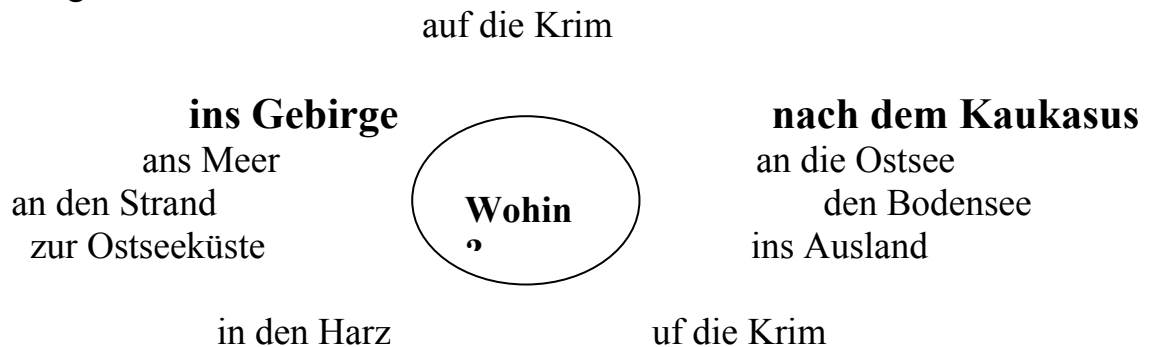 auf die Krim
ins Gebirge nach dem Kaukasus
ans Meer an die Ostsee
an den Strand Wohin den Bodensee
zur Ostseeküste ? ins Ausland
in den Harz uf die Krim